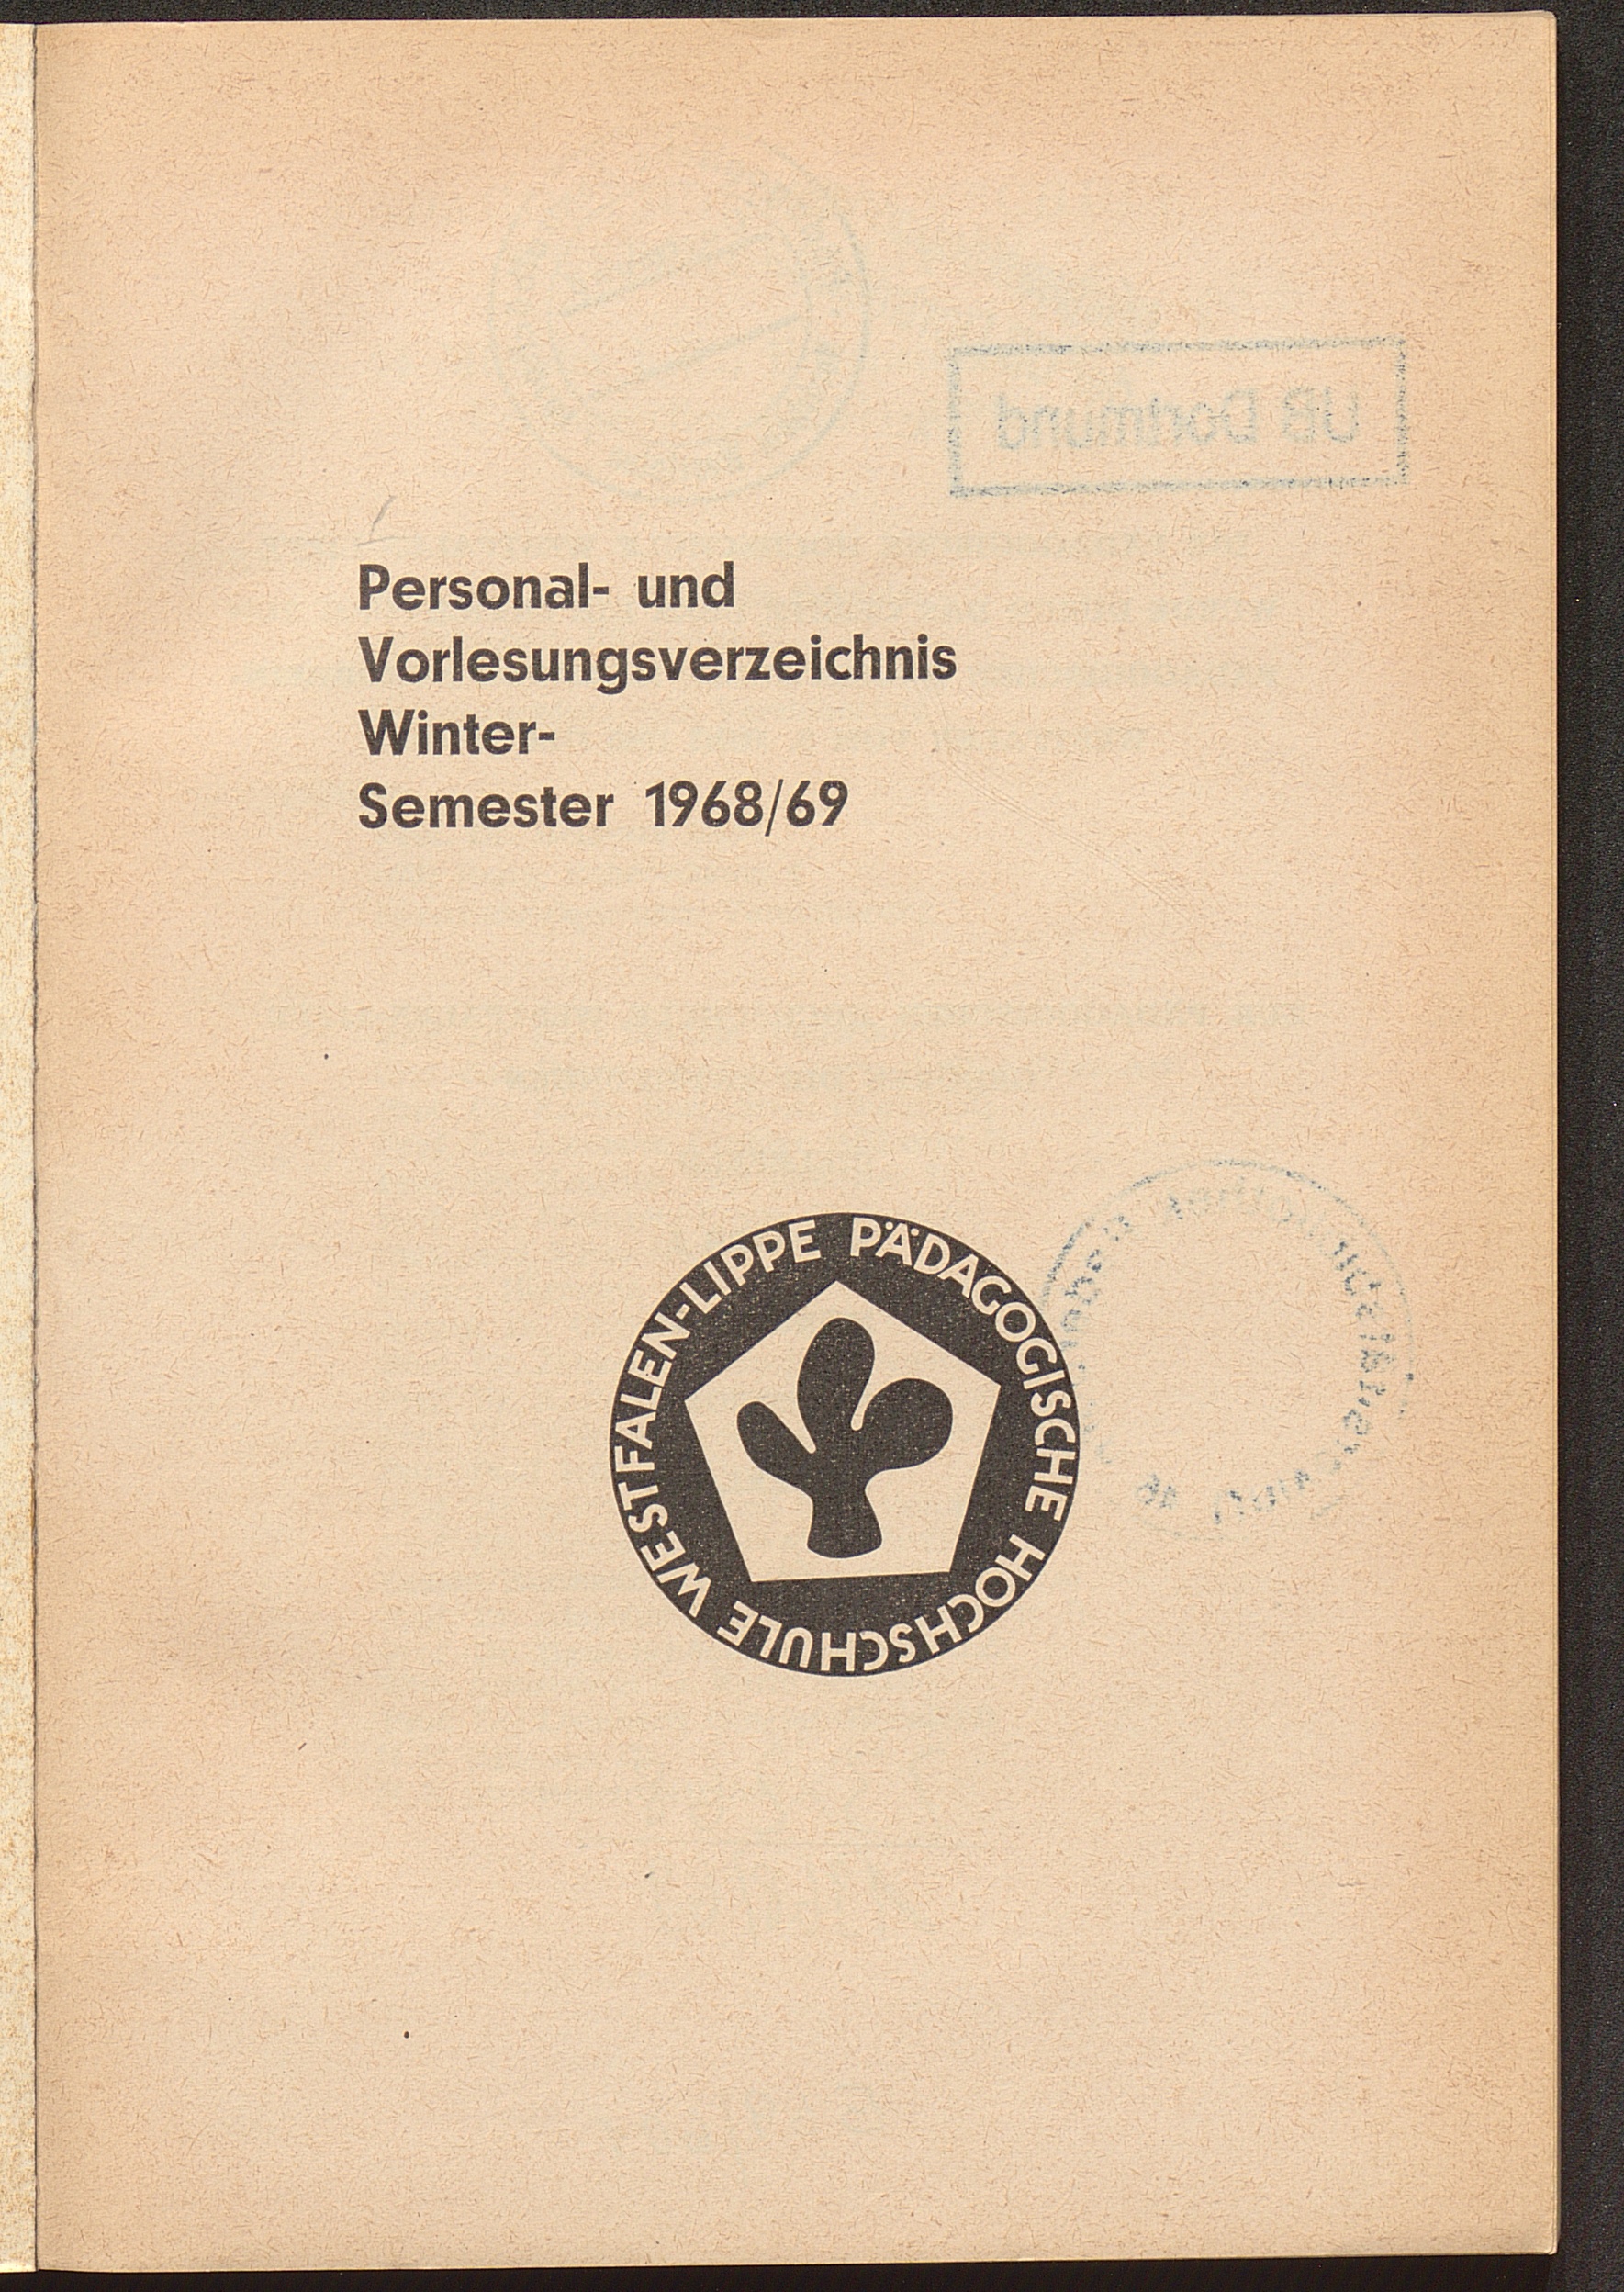 UB Dortmund
Personal- und
Vorlesungsverzeichnis
Winter-
Semester 1968/69
PÄDAGOGISCHE HOCHSCHULE WESTFALEN-LIPPE